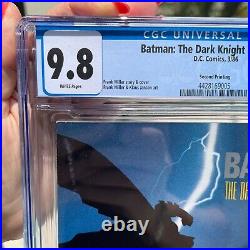 CGC UNIVERSAL
9.8
WHITE Pages
Batman: The Dark Knight
D.C. Comics, 3/86
Second Printing
Frank Miller story & cover
Frank Miller & Klaus Janson art
4428169005
BA
THE DA